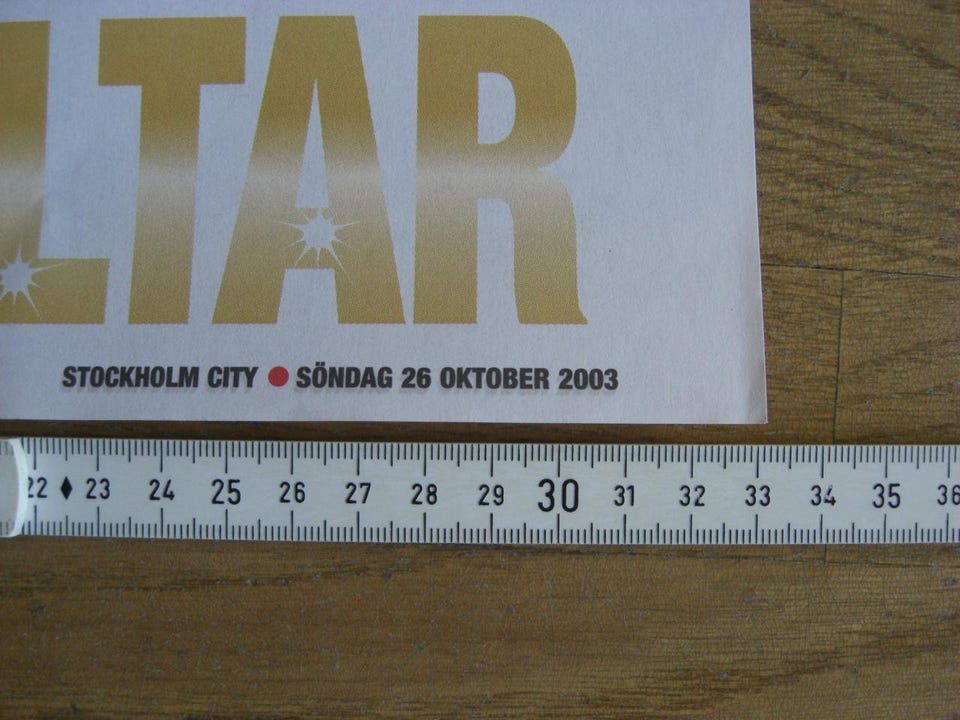 LTAR
STOCKHOLM CITY ● SÖNDAG 26 OKTOBER 2003
22 ♦ 23 24 25 26 27 28 29 30 31 32 33 34 35 36